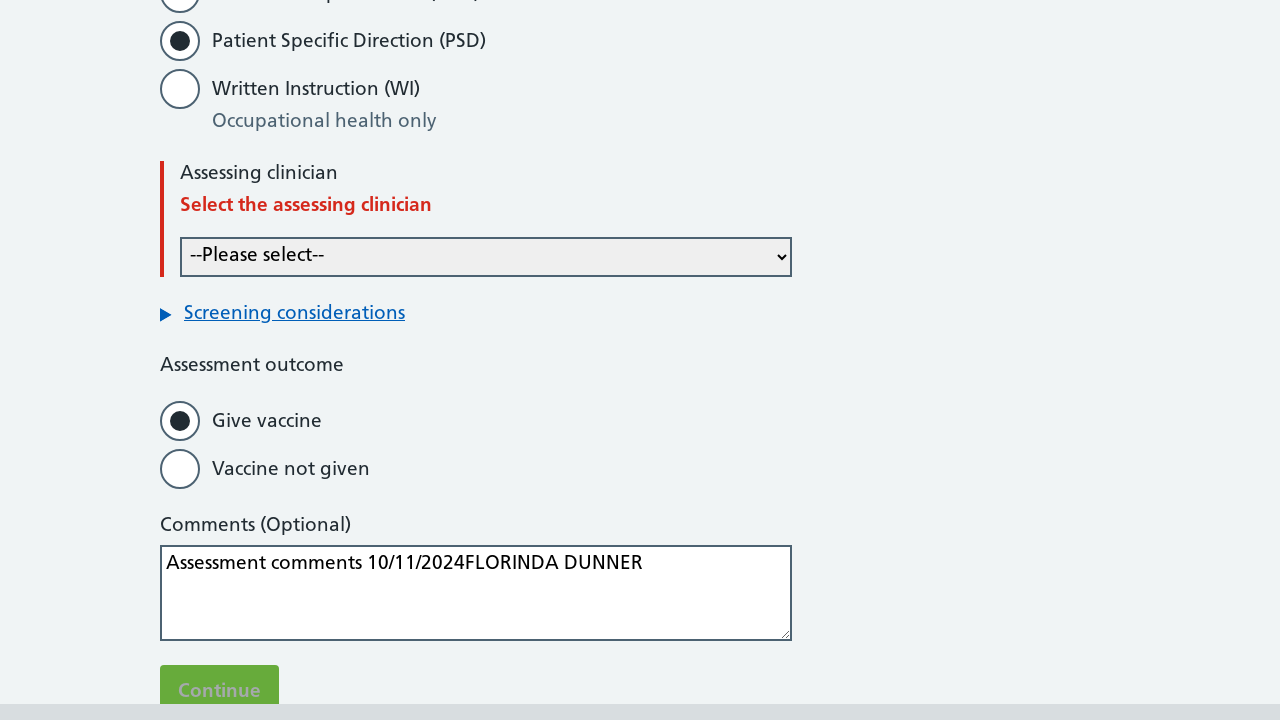 Patient Specific Direction (PSD)
Written Instruction (WI)
Occupational health only
Assessing clinician
Select the assessing clinician
--Please select--
Screening considerations
Assessment outcome
Give vaccine
Vaccine not given
Comments (Optional)
Assessment comments 10/11/2024FLORINDA DUNNER
Continue